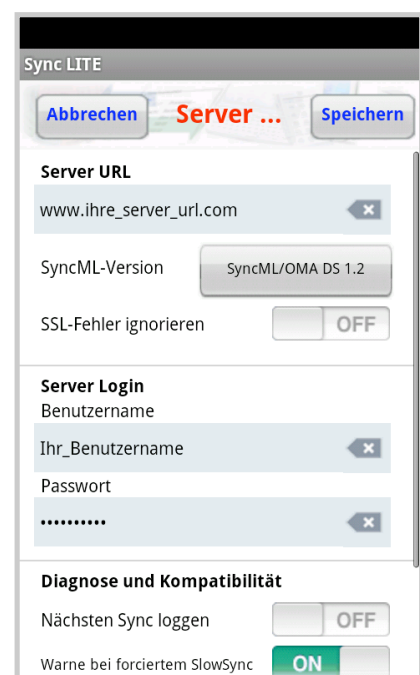 Sync LITE
Abbrechen Server ... Speichern
Server URL
www.ihre_server_url.com
SyncML-Version SyncML/OMA DS 1.2
SSL-Fehler ignorieren OFF
Server Login
Benutzername
Ihr_Benutzername
Passwort
••••••••••
Diagnose und Kompatibilität
Nächsten Sync loggen OFF
Warne bei forciertem SlowSync ON